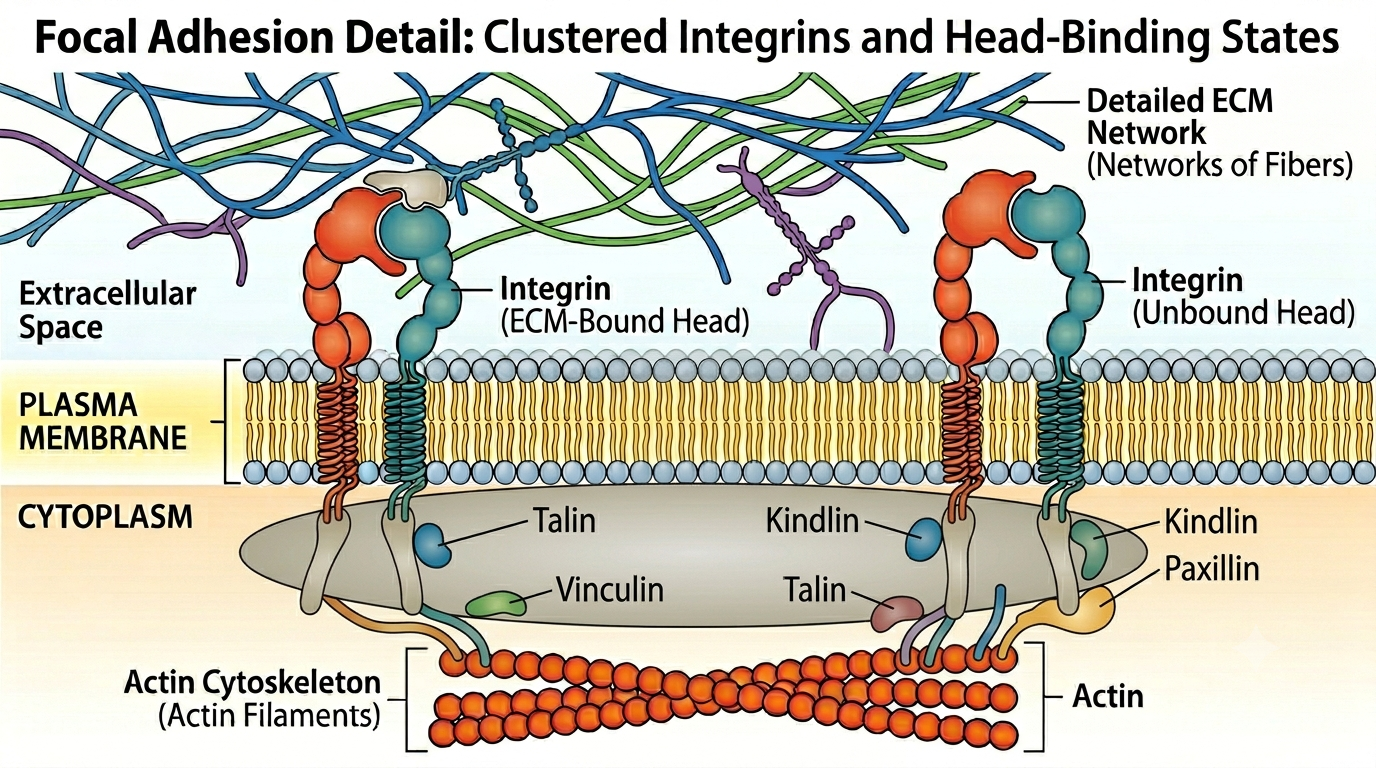 Focal Adhesion Detail: Clustered Integrins and Head-Binding States
Detailed ECM
Network
(Networks of Fibers)
Extracellular
Space
Integrin
(ECM-Bound Head)
Integrin
(Unbound Head)
PLASMA
MEMBRANE
CYTOPLASM
Talin
Kindlin
Kindlin
Vinculin
Talin
Paxillin
Actin Cytoskeleton
(Actin Filaments)
Actin